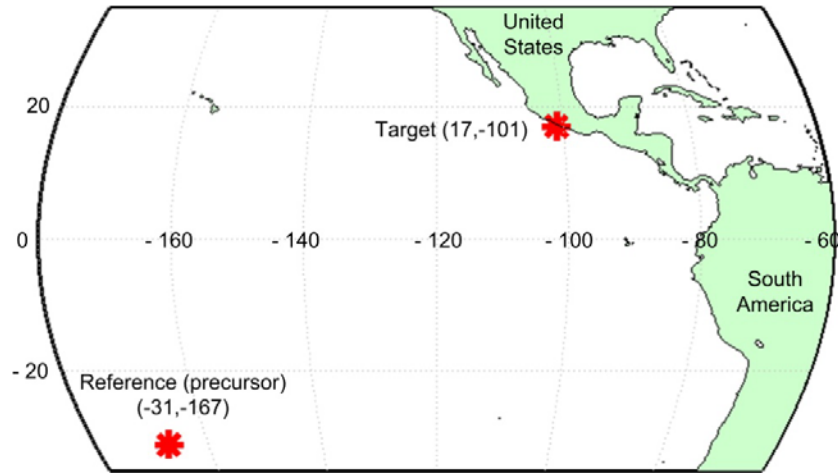 United
States
20
Target (17,-101)
0
- 160
- 140
- 120
- 100
- 80
- 60
South
America
- 20
Reference (precursor)
(-31,-167)